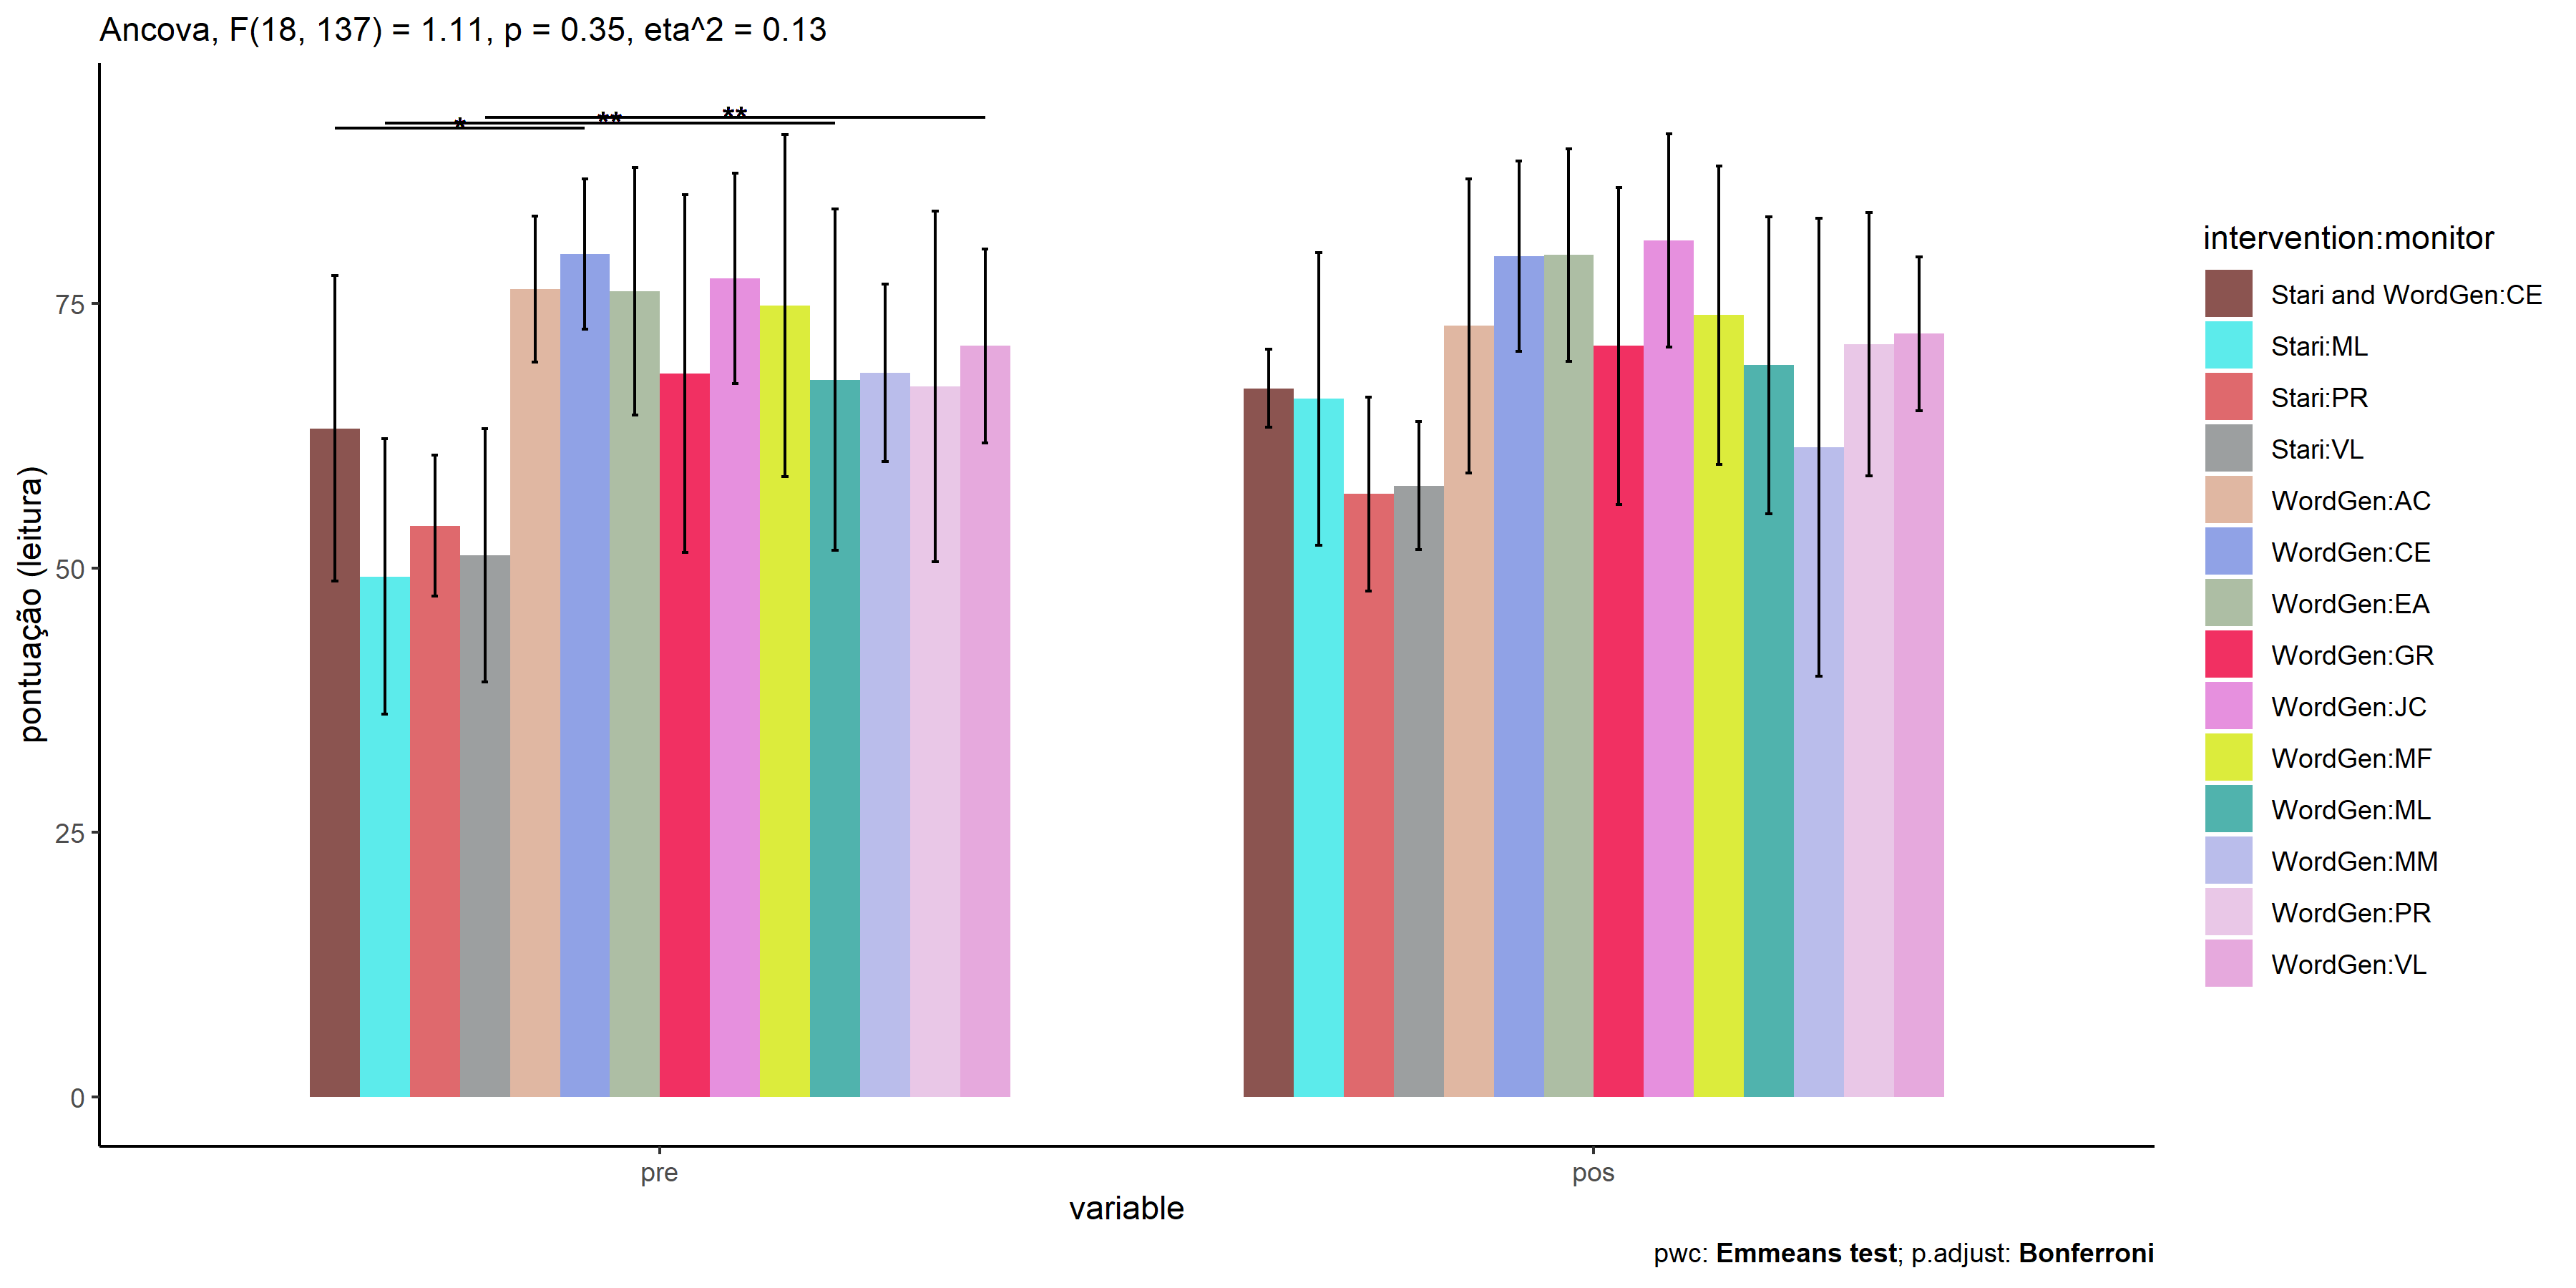 Ancova, F(18, 137) = 1.11, p = 0.35, eta^2 = 0.13
*
**
**
pontuação (leitura)
75
50
25
0
pre
pos
variable
intervention:monitor
Stari and WordGen:CE
Stari:ML
Stari:PR
Stari:VL
WordGen:AC
WordGen:CE
WordGen:EA
WordGen:GR
WordGen:JC
WordGen:MF
WordGen:ML
WordGen:MM
WordGen:PR
WordGen:VL
pwc: Emmeans test; p.adjust: Bonferroni